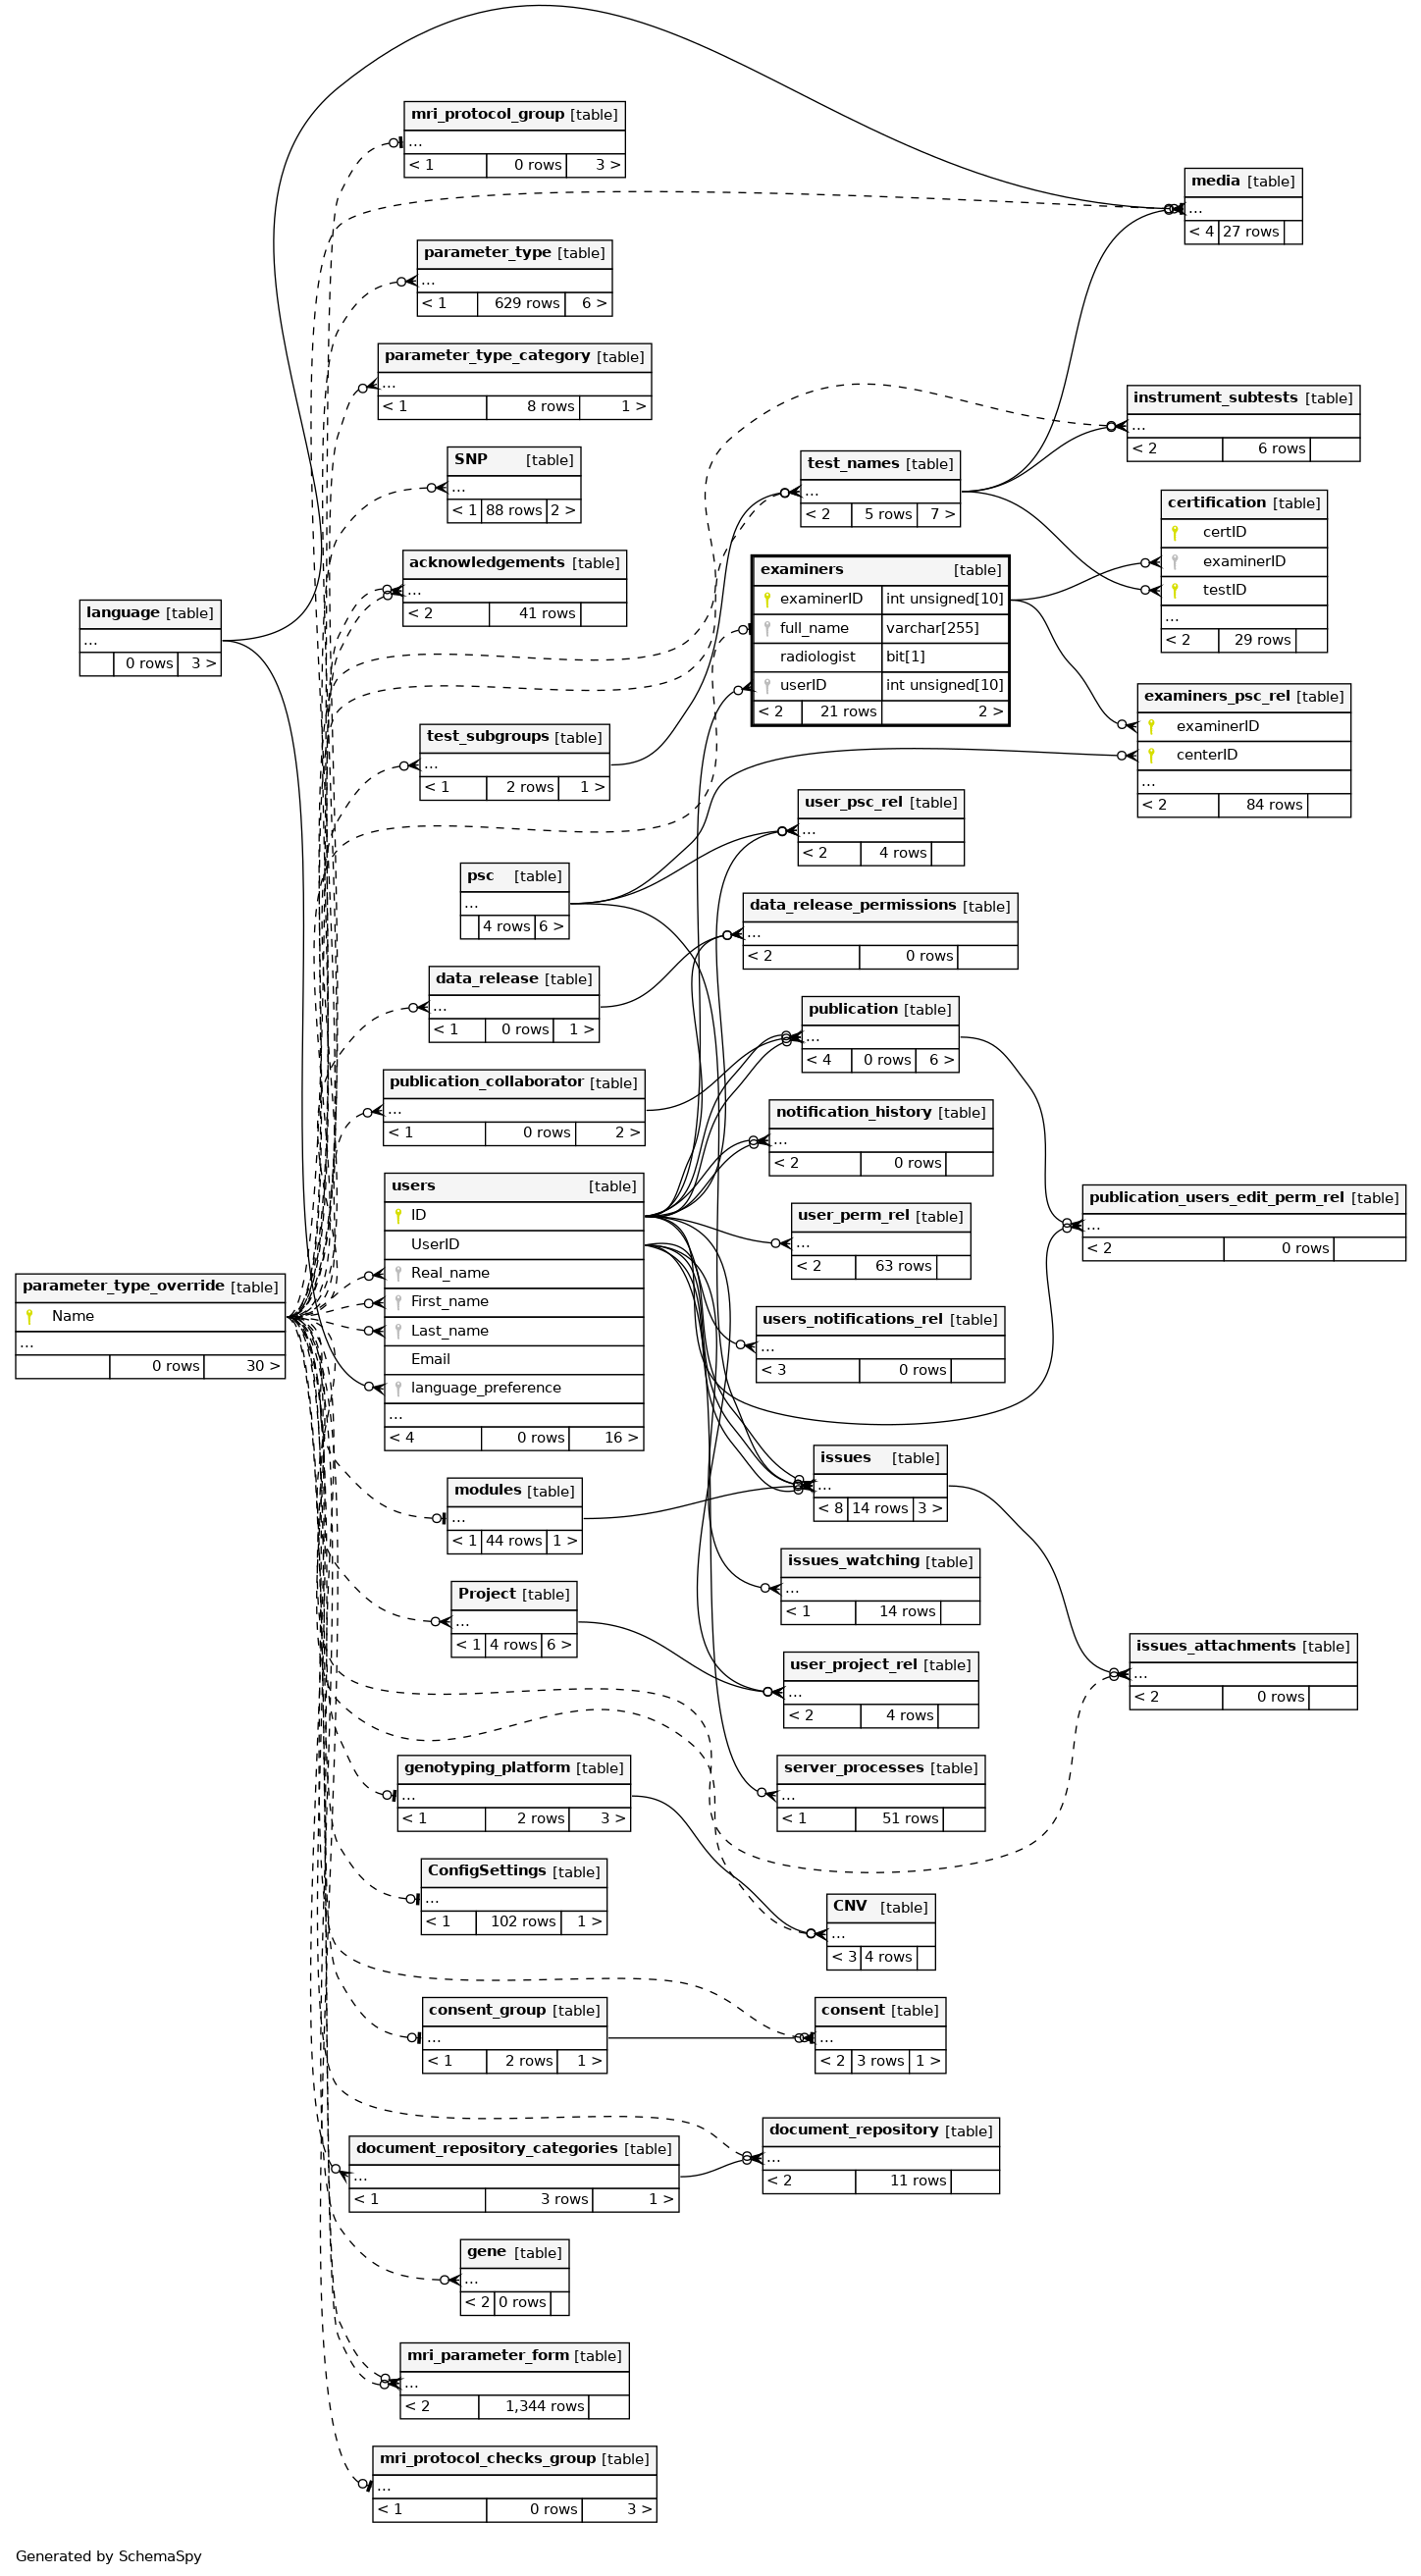 mri_protocol_group [table]
...
< 1 0 rows 3 >
media [table]
...
< 4 27 rows
parameter_type [table]
...
< 1 629 rows 6 >
parameter_type_category [table]
...
< 1 8 rows 1 >
instrument_subtests [table]
...
< 2 6 rows
SNP [table]
...
< 1 88 rows 2 >
test_names [table]
...
< 2 5 rows 7 >
certification [table]
certID
examinerID
testID
...
< 2 29 rows
acknowledgements [table]
...
< 2 41 rows
examiners [table]
examinerID int unsigned[10]
full_name varchar[255]
radiologist bit[1]
userID int unsigned[10]
< 2 21 rows 2 >
language [table]
...
0 rows 3 >
examiners_psc_rel [table]
examinerID
centerID
...
< 2 84 rows
test_subgroups [table]
...
< 1 2 rows 1 >
user_psc_rel [table]
...
< 2 4 rows
psc [table]
...
4 rows 6 >
data_release_permissions [table]
...
< 2 0 rows
data_release [table]
...
< 1 0 rows 1 >
publication [table]
...
< 4 0 rows 6 >
publication_collaborator [table]
...
< 1 0 rows 2 >
notification_history [table]
...
< 2 0 rows
users [table]
ID
UserID
Real_name
First_name
Last_name
Email
language_preference
...
< 4 0 rows 16 >
publication_users_edit_perm_rel [table]
...
< 2 0 rows
user_perm_rel [table]
...
< 2 63 rows
parameter_type_override [table]
Name
...
0 rows 30 >
users_notifications_rel [table]
...
< 3 0 rows
issues [table]
...
< 8 14 rows 3 >
modules [table]
...
< 1 44 rows 1 >
issues_watching [table]
...
< 1 14 rows
Project [table]
...
< 1 4 rows 6 >
issues_attachments [table]
...
< 2 0 rows
user_project_rel [table]
...
< 2 4 rows
genotyping_platform [table]
...
< 1 2 rows 3 >
server_processes [table]
...
< 1 51 rows
ConfigSettings [table]
...
< 1 102 rows 1 >
CNV [table]
...
< 3 4 rows
consent_group [table]
...
< 1 2 rows 1 >
consent [table]
...
< 2 3 rows 1 >
document_repository [table]
...
< 2 11 rows
document_repository_categories [table]
...
< 1 3 rows 1 >
gene [table]
...
< 2 0 rows
mri_parameter_form [table]
...
< 2 1,344 rows
mri_protocol_checks_group [table]
...
< 1 0 rows 3 >
Generated by SchemaSpy